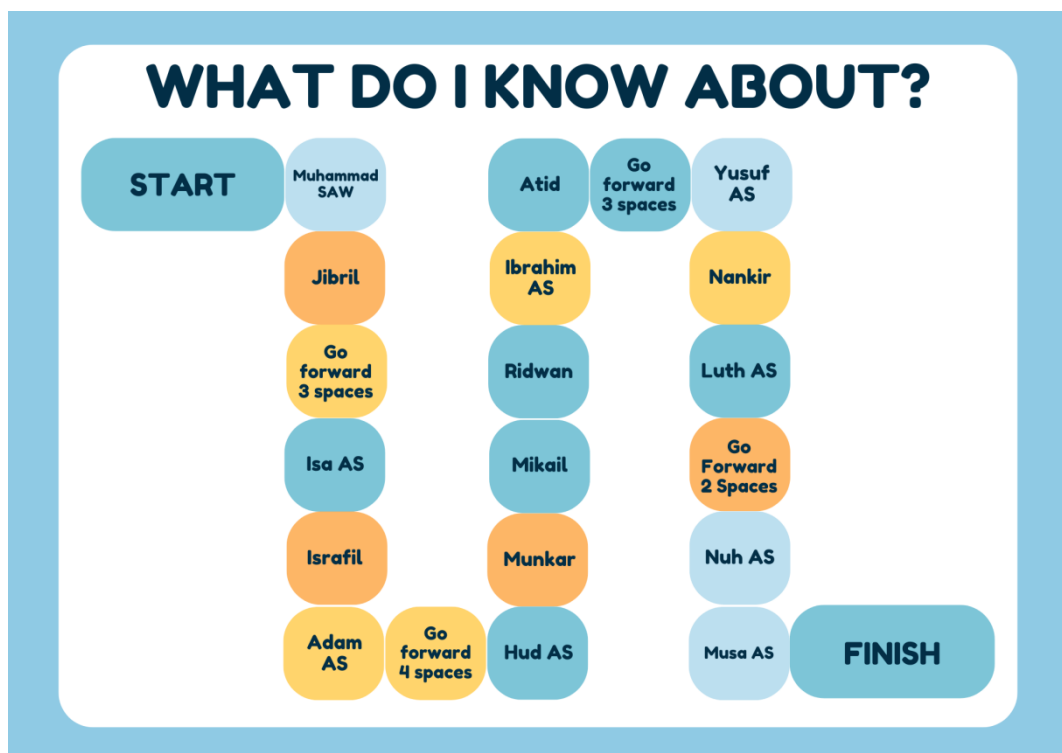 WHAT DO I KNOW ABOUT?
START
Muhammad
SAW
Jibril
Go
forward
3 spaces
Isa AS
Israfil
Adam
AS
Go
forward
4 spaces
Hud AS
Munkar
Mikail
Ridwan
Ibrahim
AS
Atid
Go
forward
3 spaces
Yusuf
AS
Nankir
Luth AS
Go
Forward
2 Spaces
Nuh AS
Musa AS
FINISH